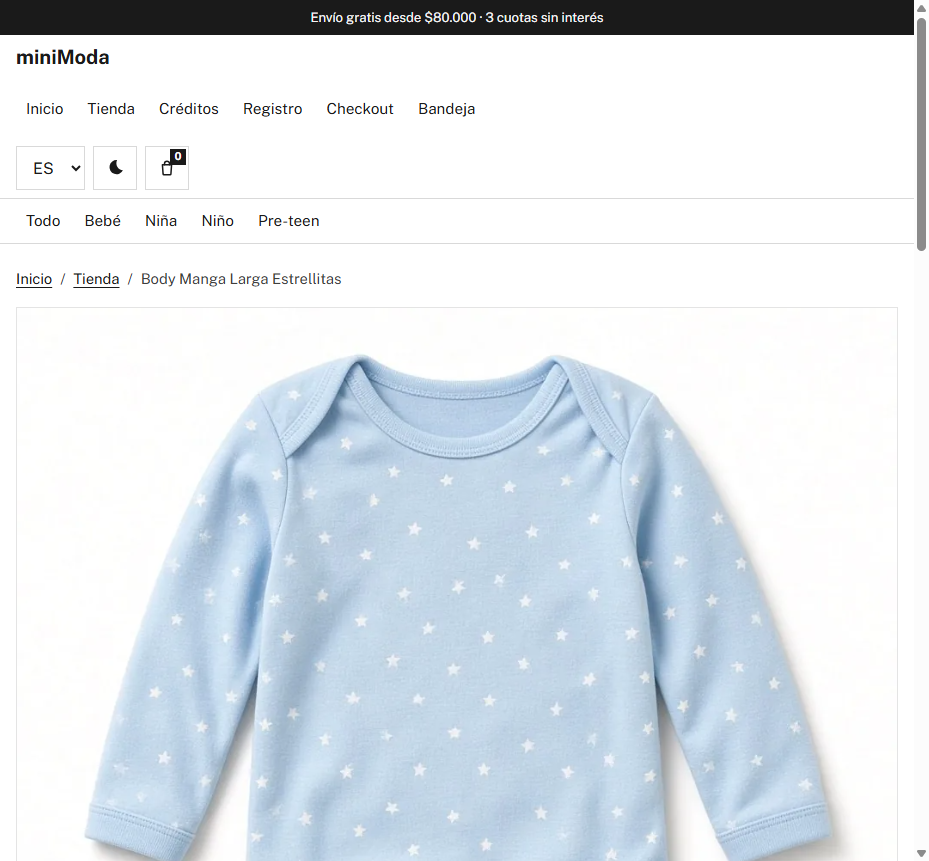 Envío gratis desde $80.000 · 3 cuotas sin interés
miniModa
Inicio Tienda Créditos Registro Checkout Bandeja
ES 0
Todo Bebé Niña Niño Pre-teen
Inicio / Tienda / Body Manga Larga Estrellitas